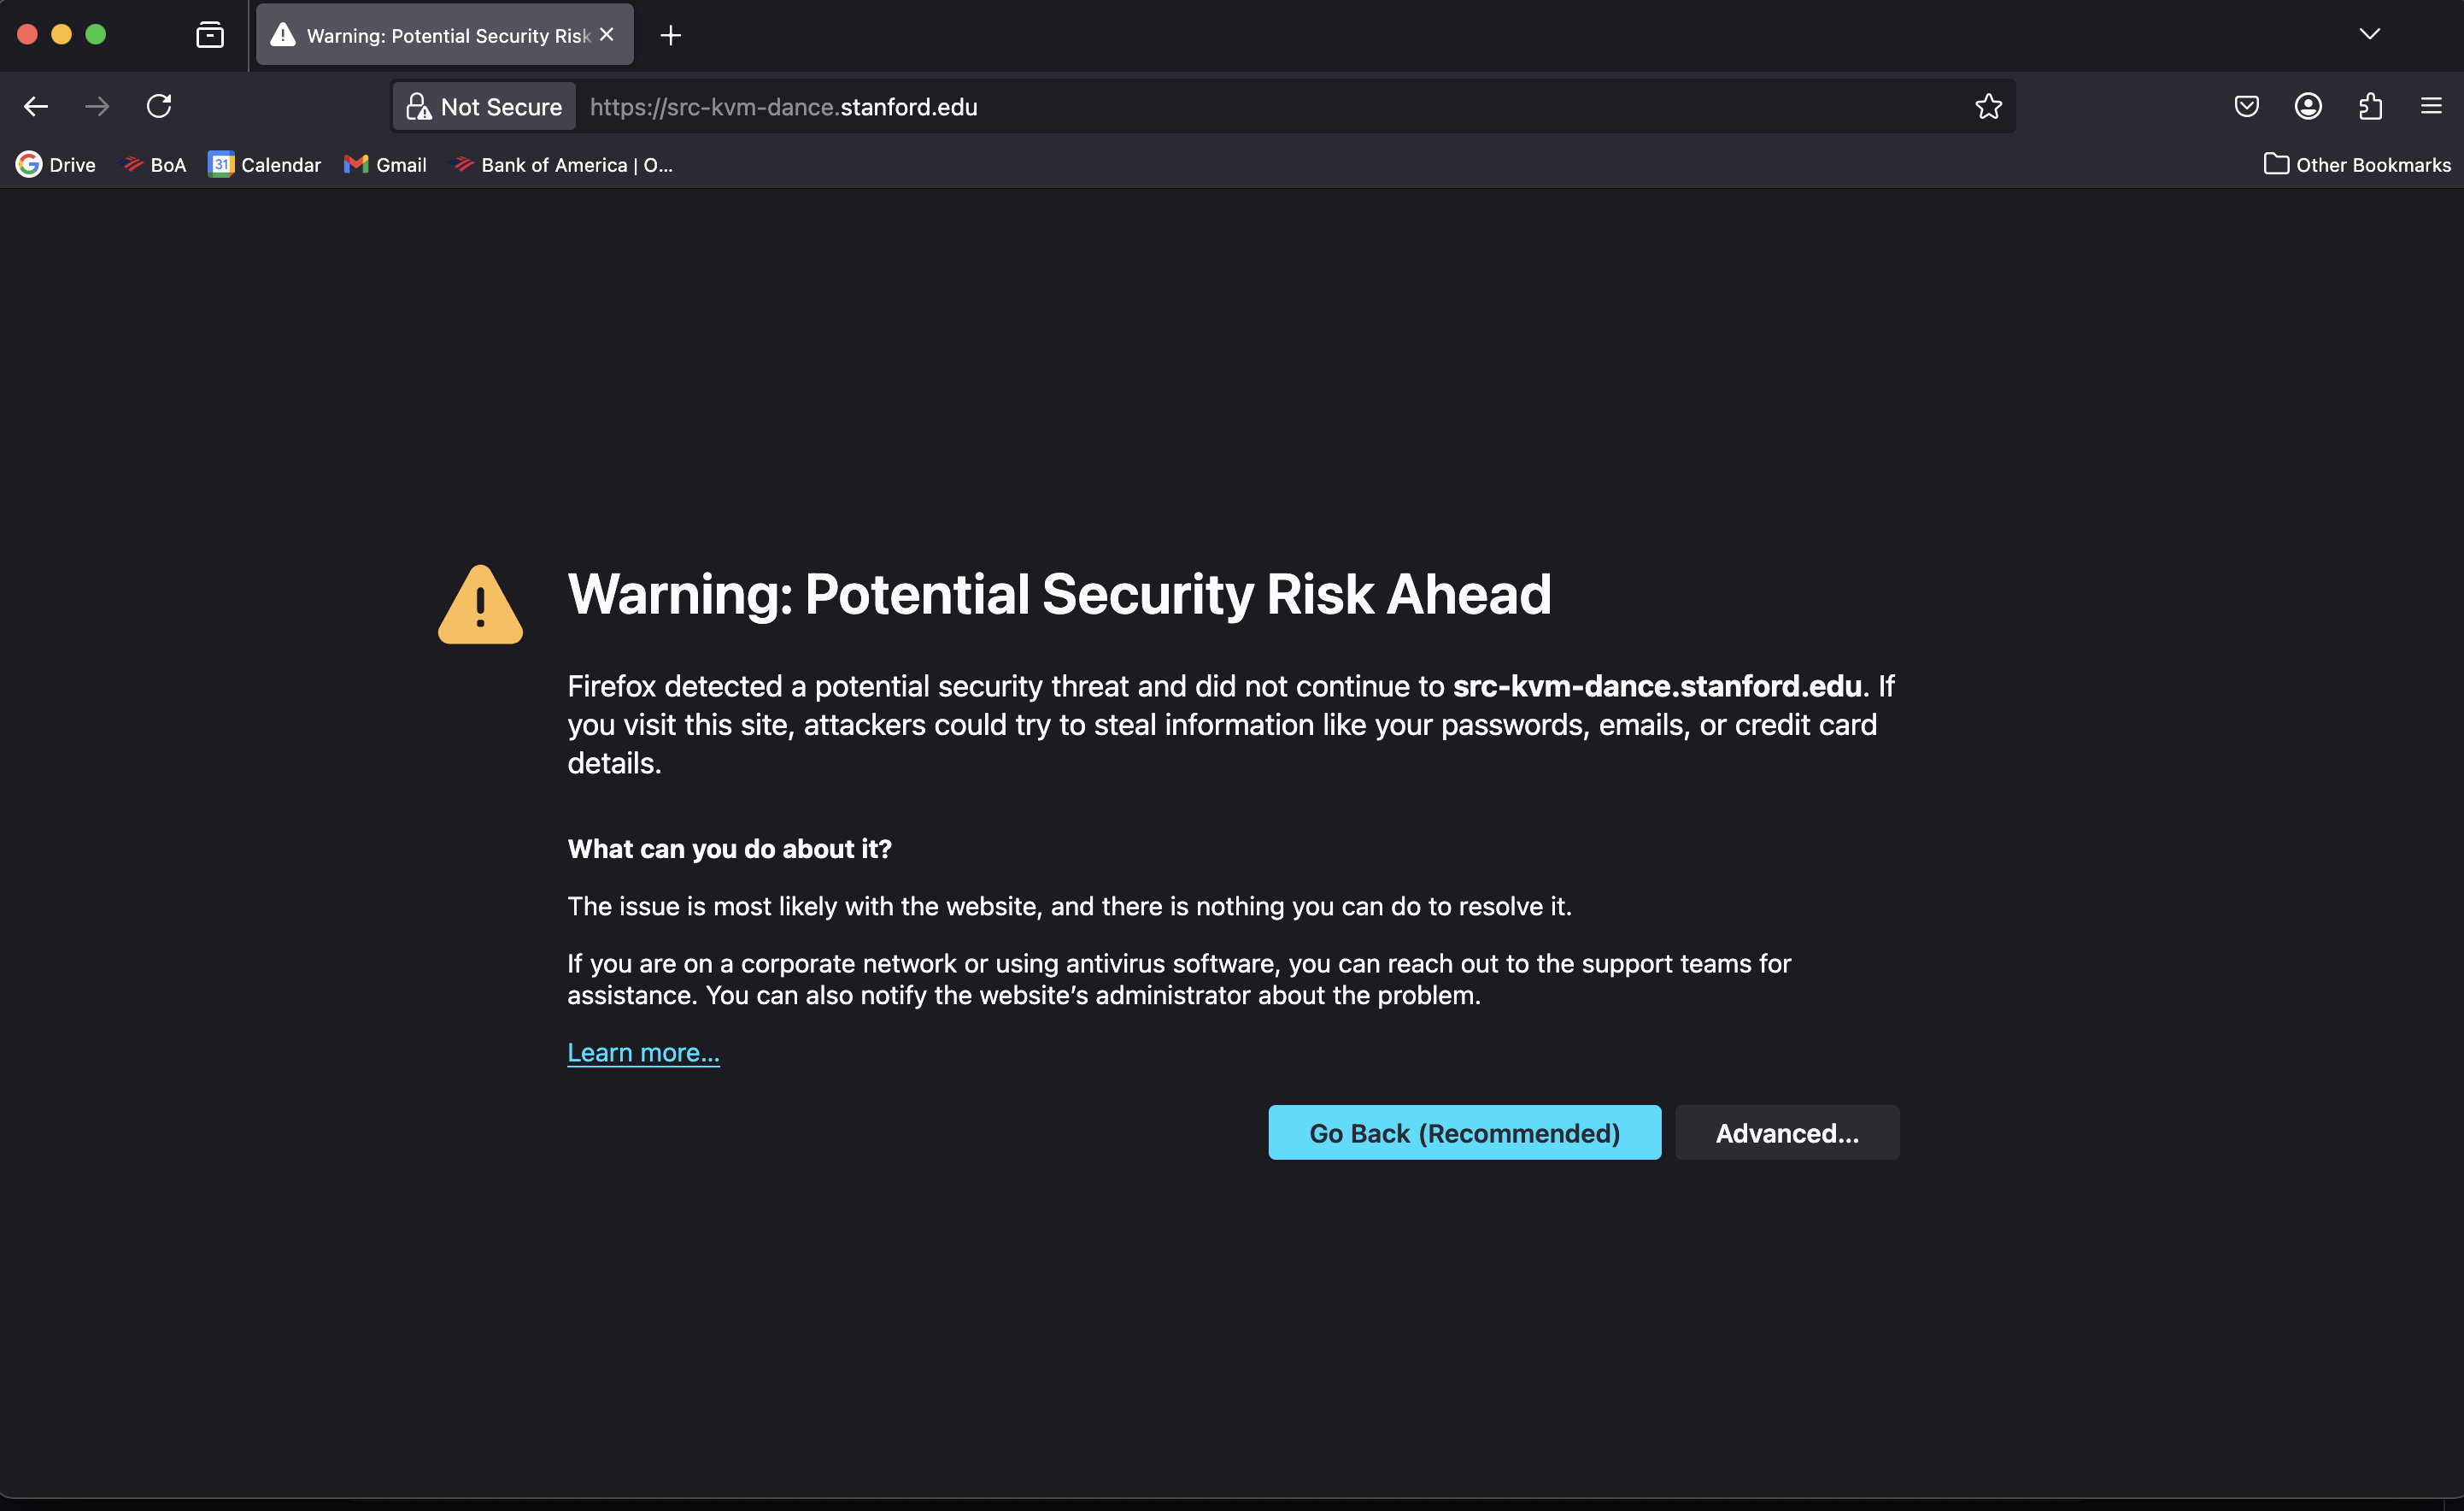 Warning: Potential Security Risk
Not Secure
https://src-kvm-dance.stanford.edu
Drive
BoA
31
Calendar
Gmail
Bank of America | O...
Other Bookmarks
Warning: Potential Security Risk Ahead
Firefox detected a potential security threat and did not continue to src-kvm-dance.stanford.edu. If
you visit this site, attackers could try to steal information like your passwords, emails, or credit card
details.
What can you do about it?
The issue is most likely with the website, and there is nothing you can do to resolve it.
If you are on a corporate network or using antivirus software, you can reach out to the support teams for
assistance. You can also notify the website’s administrator about the problem.
Learn more...
Go Back (Recommended)
Advanced...